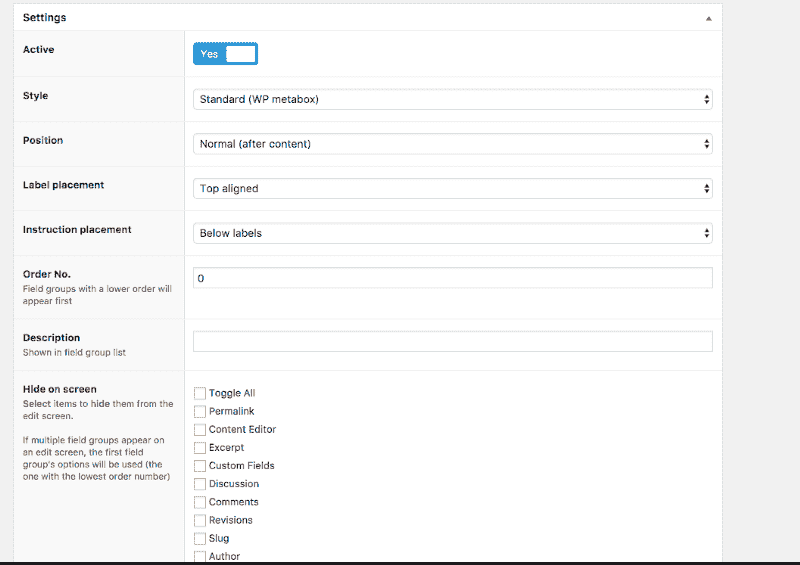 Settings
Active
Yes
Style
Standard (WP metabox)
Position
Normal (after content)
Label placement
Top aligned
Instruction placement
Below labels
Order No.
Field groups with a lower order will
appear first
0
Description
Shown in field group list
Hide on screen
Select items to hide them from the
edit screen.
If multiple field groups appear on
an edit screen, the first field
group's options will be used (the
one with the lowest order number)
Toggle All
Permalink
Content Editor
Excerpt
Custom Fields
Discussion
Comments
Revisions
Slug
Author